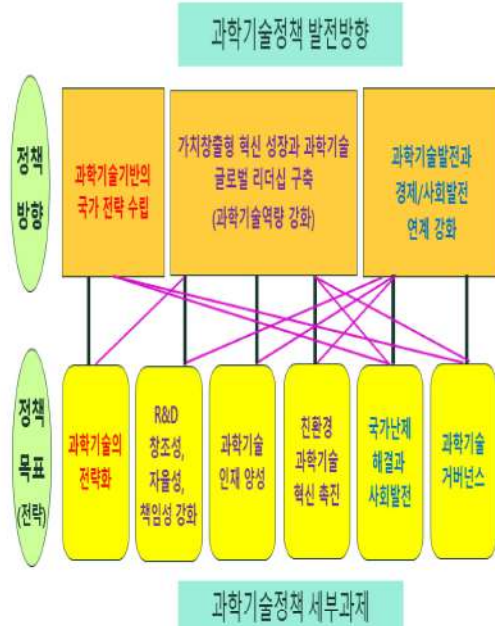 과학기술정책 발전방향
정책
방향
과학기술기반의
국가 전략 수립
가치창출형 혁신 성장과 과학기술
글로벌 리더십 구축
(과학기술역량 강화)
과학기술발전과
경제/사회발전
연계 강화
정책
목표
(전략)
과학기술의
전략화
R&D
창조성,
자율성,
책임성 강화
과학기술
인재 양성
친환경
과학기술
혁신 촉진
국가난제
해결과
사회발전
과학기술
거버넌스
과학기술정책 세부과제